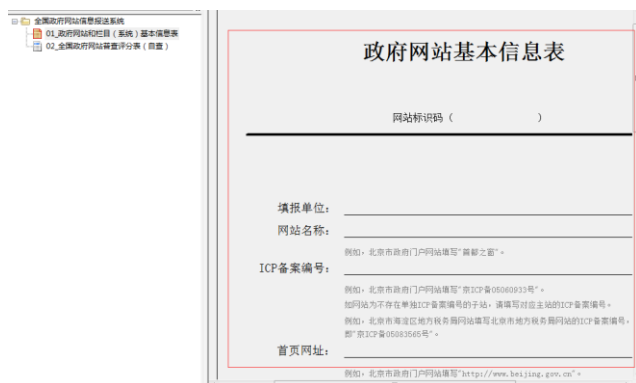 全国政府网站信息报送系统
01_政府网站和栏目（系统）基本信息表
02_全国政府网站普查评分表（自查）
政府网站基本信息表
网站标识码（ ）
填报单位：
网站名称：
例如，北京市政府门户网站填写“首都之窗”。
ICP备案编号：
例如，北京市政府门户网站填写“京ICP备05060933号”。
如网站为不存在单独ICP备案编号的子站，请填写对应主站的ICP备案编号。
例如，北京市海淀区地方税务局网站填写北京市地方税务局网站的ICP备案编号，
即“京ICP备05083565号”。
首页网址：
例如，北京市政府门户网站填写“http://www.beijing.gov.cn”。